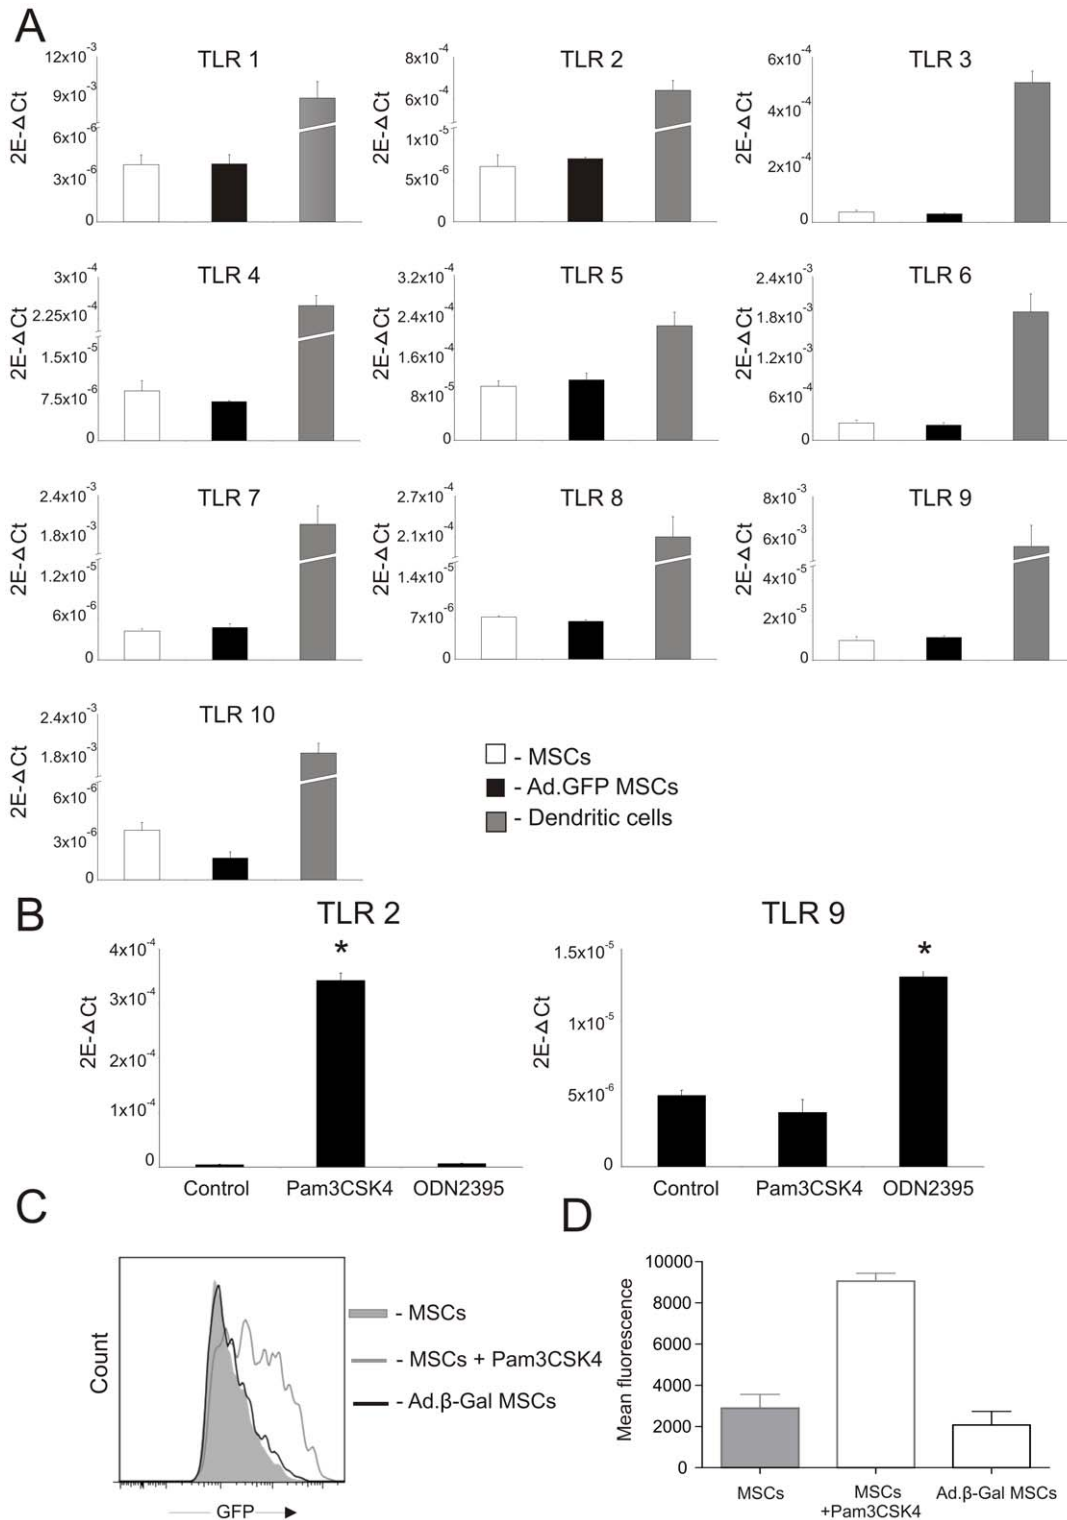 A
TLR 1
12x10-3
9x10-3
6x10-6
3x10-6
0
2E-ΔCt
TLR 2
8x10-4
6x10-4
1x10-5
5x10-6
0
2E-ΔCt
TLR 3
6x10-4
4x10-4
2x10-4
0
2E-ΔCt
TLR 4
3x10-4
2.25x10-4
1.5x10-5
7.5x10-6
0
2E-ΔCt
TLR 5
3.2x10-4
2.4x10-4
1.6x10-4
8x10-5
0
2E-ΔCt
TLR 6
2.4x10-3
1.8x10-3
1.2x10-3
6x10-4
0
2E-ΔCt
TLR 7
2.4x10-3
1.8x10-3
1.2x10-5
6x10-6
0
2E-ΔCt
TLR 8
2.7x10-4
2.1x10-4
1.4x10-5
7x10-6
0
2E-ΔCt
TLR 9
8x10-3
6x10-3
4x10-5
2x10-5
0
2E-ΔCt
TLR 10
2.4x10-3
1.8x10-3
6x10-6
3x10-6
0
2E-ΔCt
- MSCs
- Ad.GFP MSCs
- Dendritic cells
B
TLR 2
4x10-4
3x10-4
2x10-4
1x10-4
0
2E-ΔCt
*
Control Pam3CSK4 ODN2395
TLR 9
1.5x10-5
1x10-5
5x10-6
0
2E-ΔCt
*
Control Pam3CSK4 ODN2395
C
Count
GFP
- MSCs
- MSCs + Pam3CSK4
- Ad.β-Gal MSCs
D
Mean fluorescence
10000
8000
6000
4000
2000
0
MSCs
MSCs
+Pam3CSK4
Ad.β-Gal MSCs